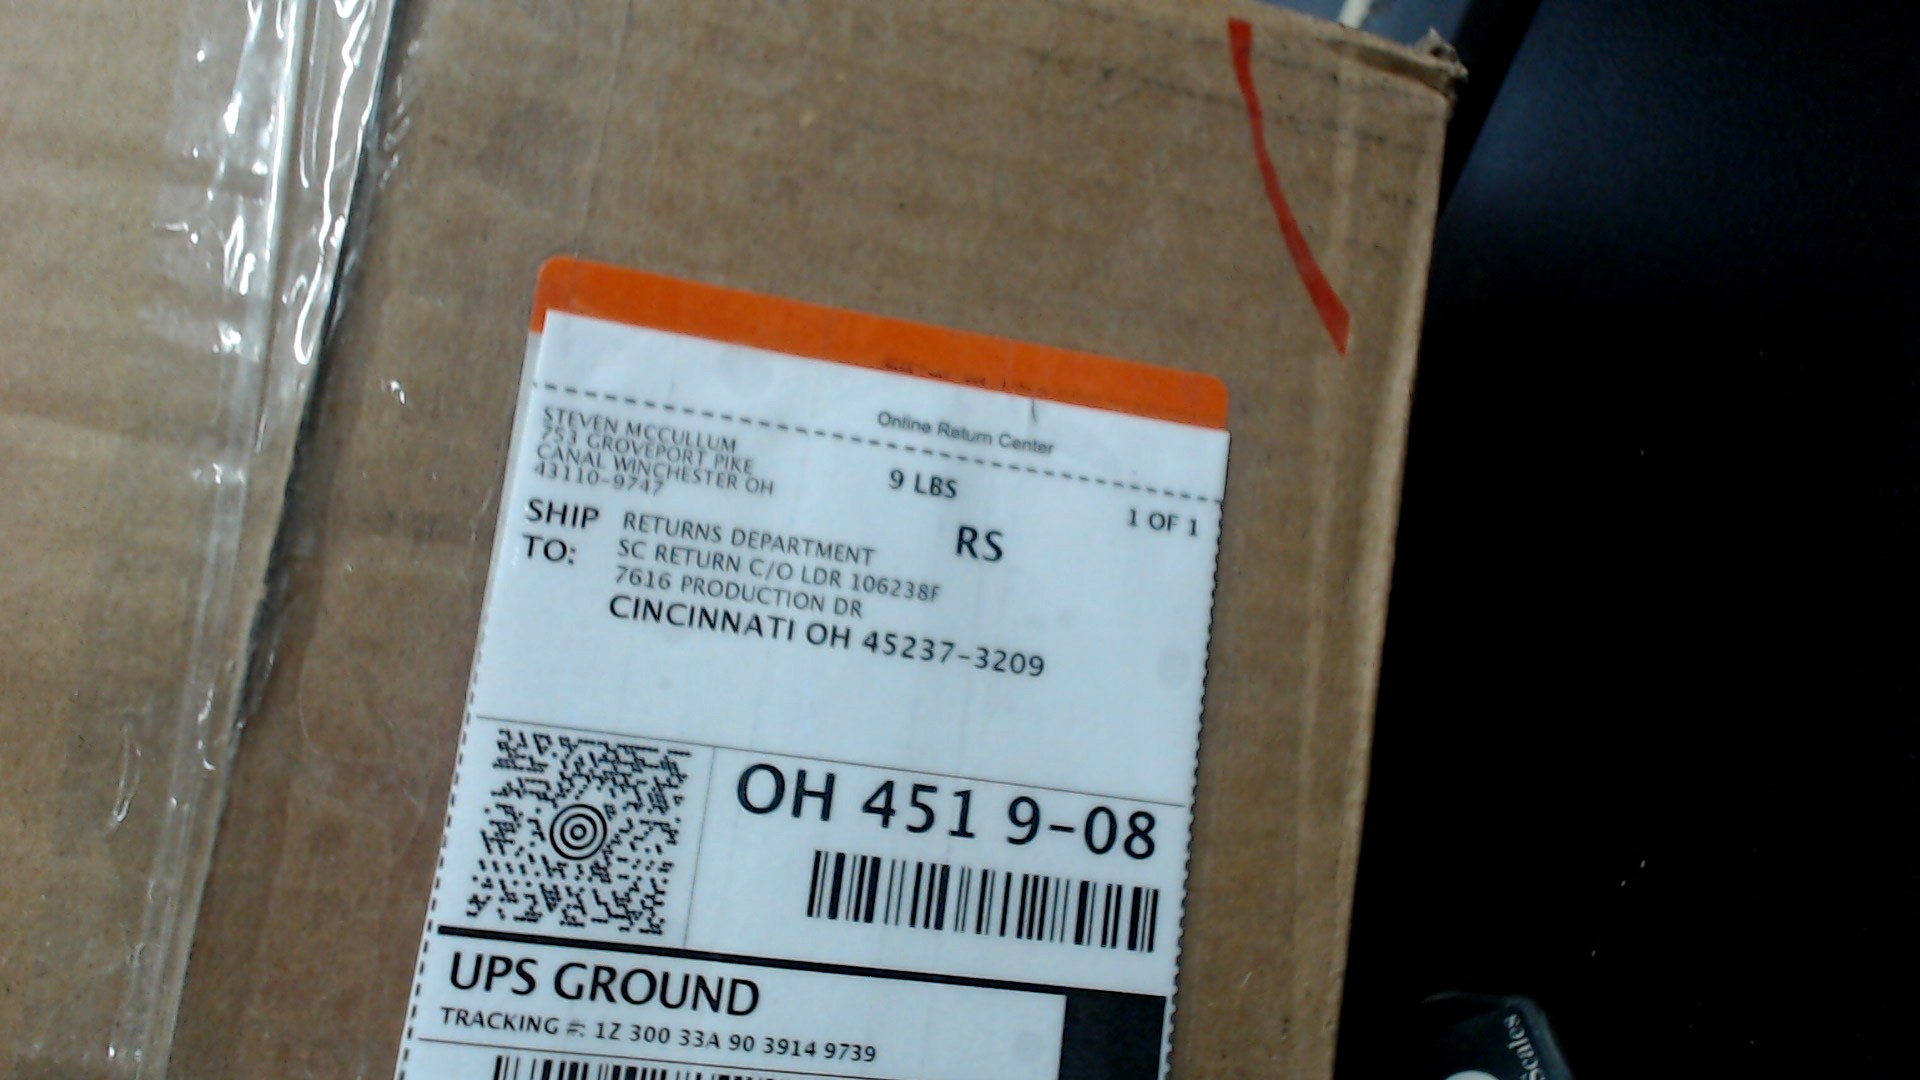 Online Return Center
STEVEN MCCULLUM
753 GROVEPORT PIKE
CANAL WINCHESTER OH
43110-9747
9 LBS
1 OF 1
RS
SHIP
TO:
RETURNS DEPARTMENT
SC RETURN C/O LDR 106238F
7616 PRODUCTION DR
CINCINNATI OH 45237-3209
OH 451 9-08
UPS GROUND
TRACKING #: 1Z 300 33A 90 3914 9739
Scales